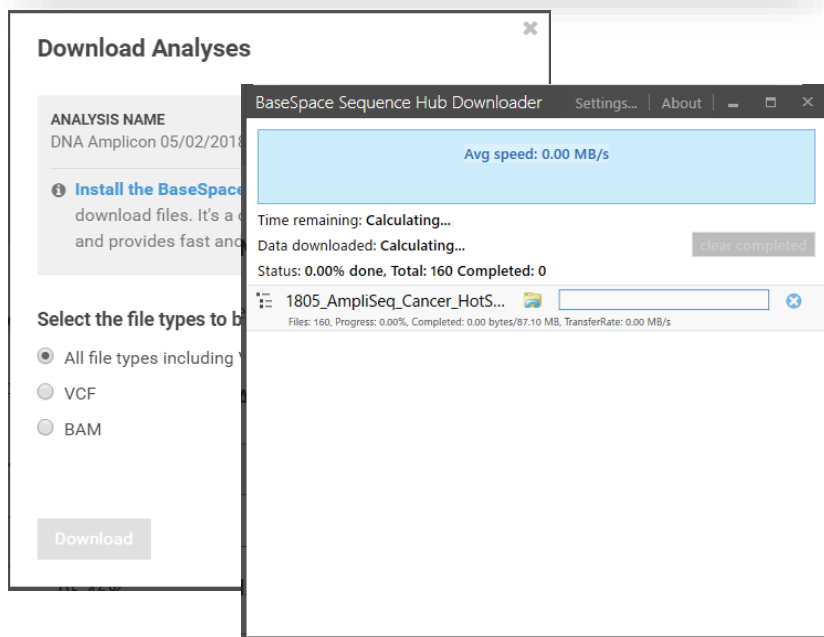 Download Analyses
ANALYSIS NAME
DNA Amplicon 05/02/2018
Install the BaseSpace
download files. It's a
and provides fast and
Select the file types to b
All file types including
VCF
BAM
Download
BaseSpace Sequence Hub Downloader Settings... | About
Avg speed: 0.00 MB/s
Time remaining: Calculating...
Data downloaded: Calculating...
clear completed
Status: 0.00% done, Total: 160 Completed: 0
1805_AmpliSeq_Cancer_HotS...
Files: 160, Progress: 0.00%, Completed: 0.00 bytes/87.10 MB, TransferRate: 0.00 MB/s